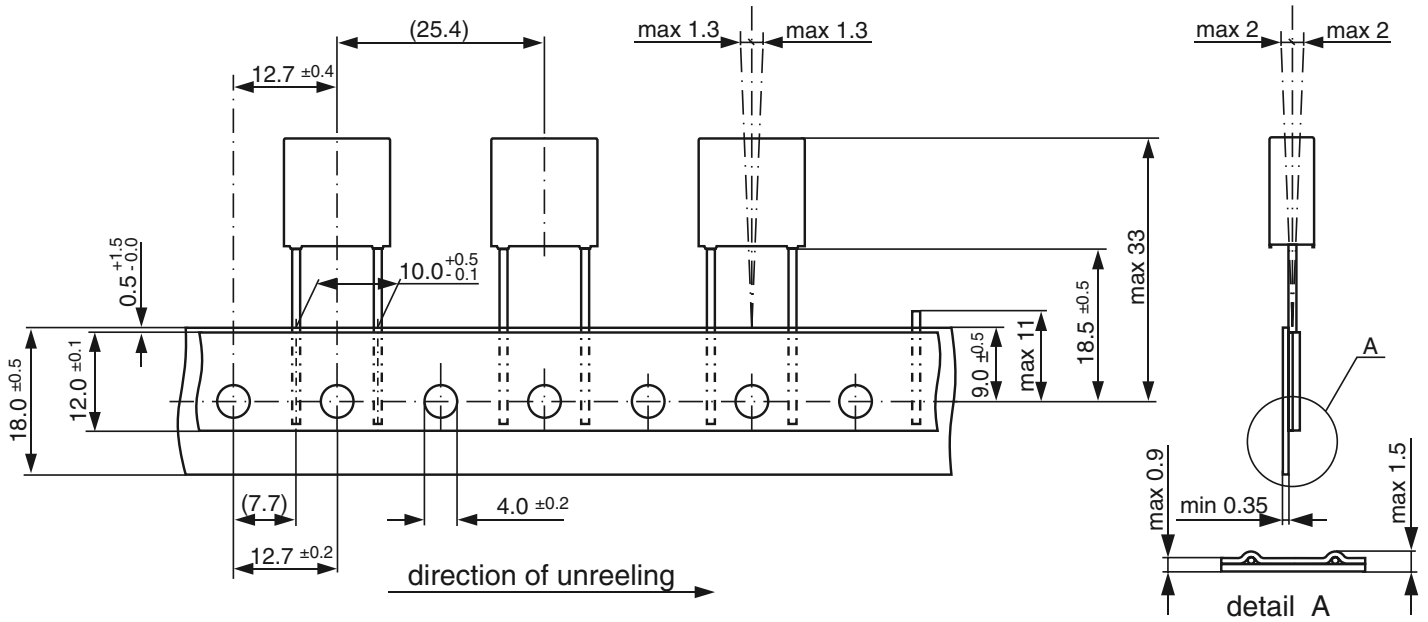 (25.4)
max 1.3
max 1.3
max 2
max 2
12.7 ±0.4
0.5 +1.5 -0.0
10.0 +0.5 -0.1
18.0 ±0.5
12.0 ±0.1
9.0 ±0.5
max 11
18.5 ±0.5
max 33
A
(7.7)
4.0 ±0.2
12.7 ±0.2
direction of unreeling
max 0.9
min 0.35
max 1.5
detail A